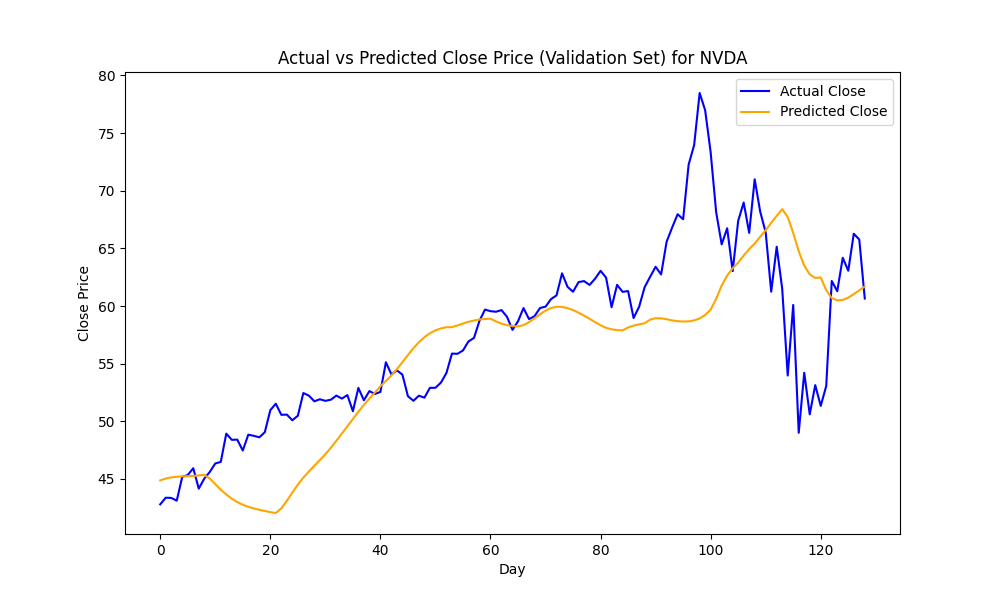 Actual vs Predicted Close Price (Validation Set) for NVDA
80
75
70
65
60
55
50
45
Close Price
Actual Close
Predicted Close
0 20 40 60 80 100 120
Day